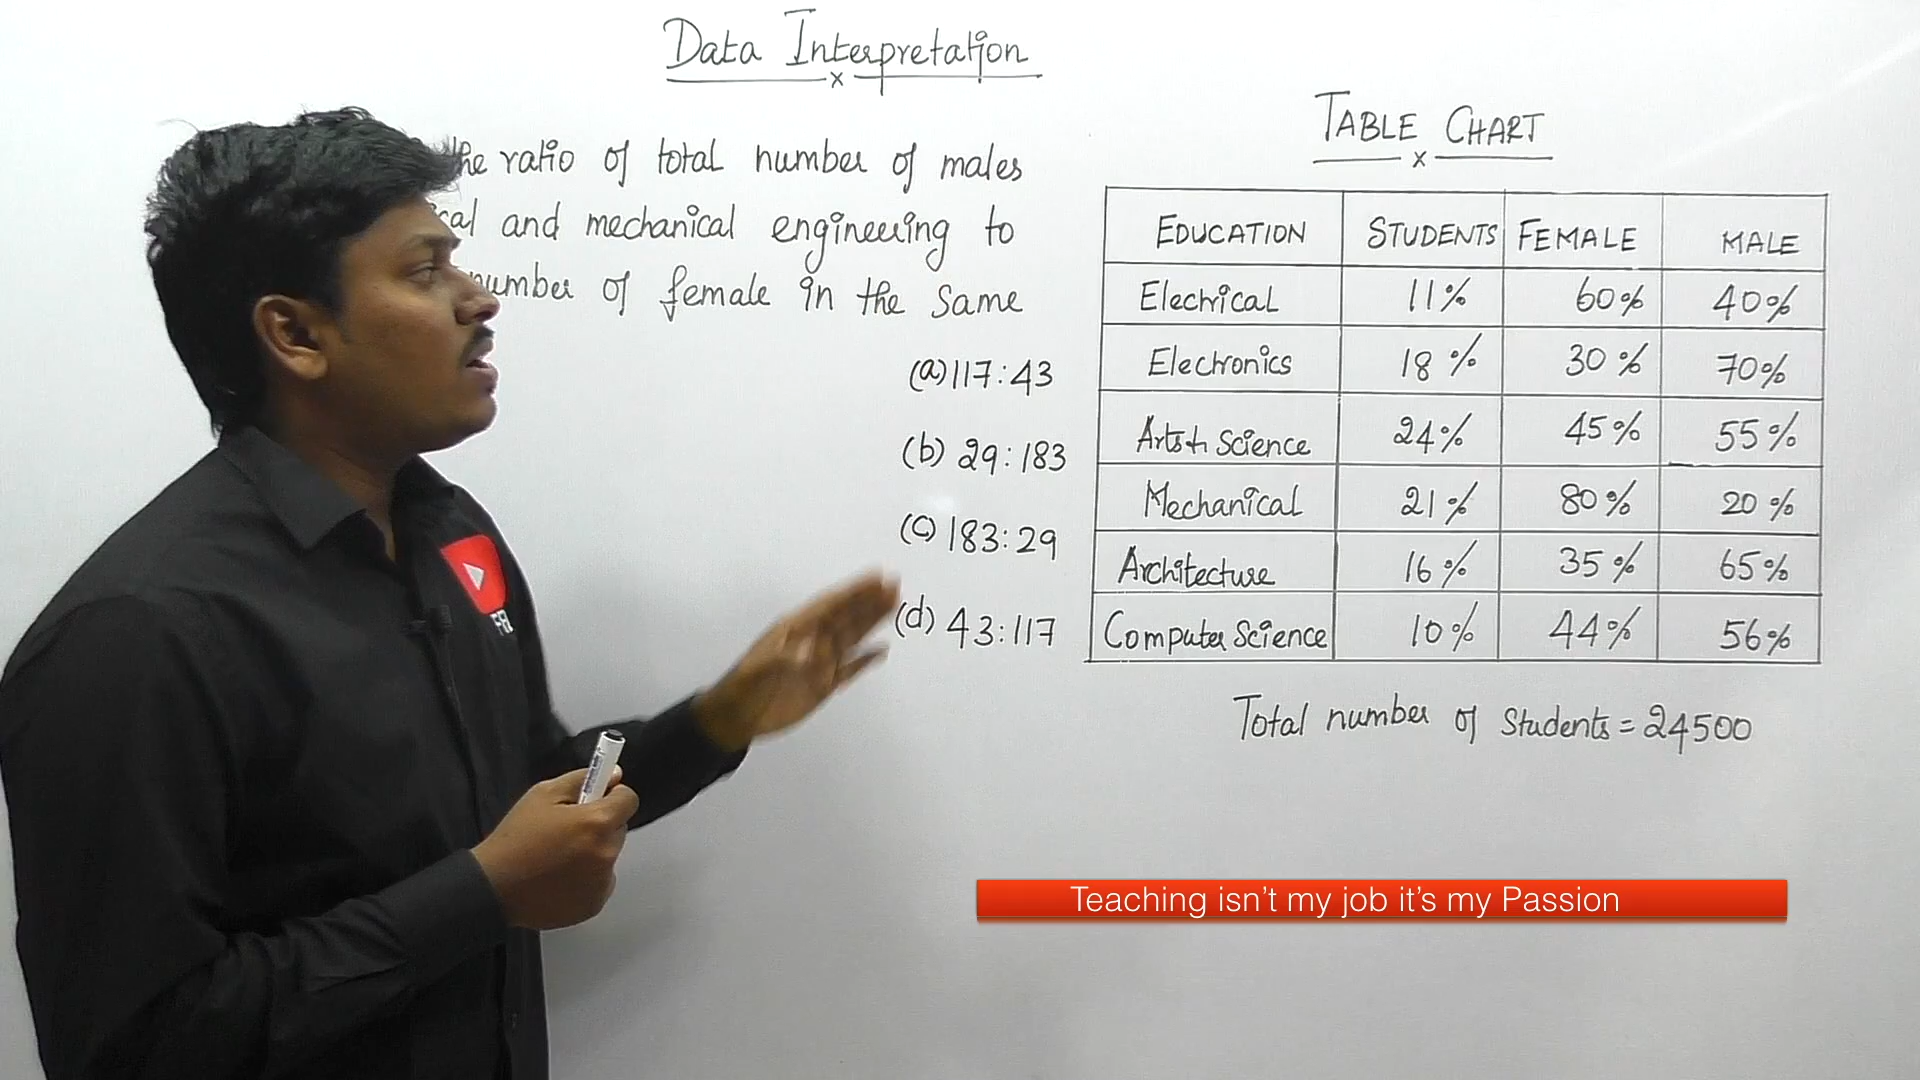 Data Interpretation
x
the ratio of total number of males
and mechanical engineering to
number of female in the same
(a) 117:43
(b) 29:183
(c) 183:29
(d) 43:117
TABLE CHART
x
EDUCATION STUDENTS FEMALE MALE
Electrical 11% 60% 40%
Electronics 18% 30% 70%
Arts & Science 24% 45% 55%
Mechanical 21% 80% 20%
Architecture 16% 35% 65%
Computer Science 10% 44% 56%
Total number of Students = 24500
Teaching isn't my job it's my Passion